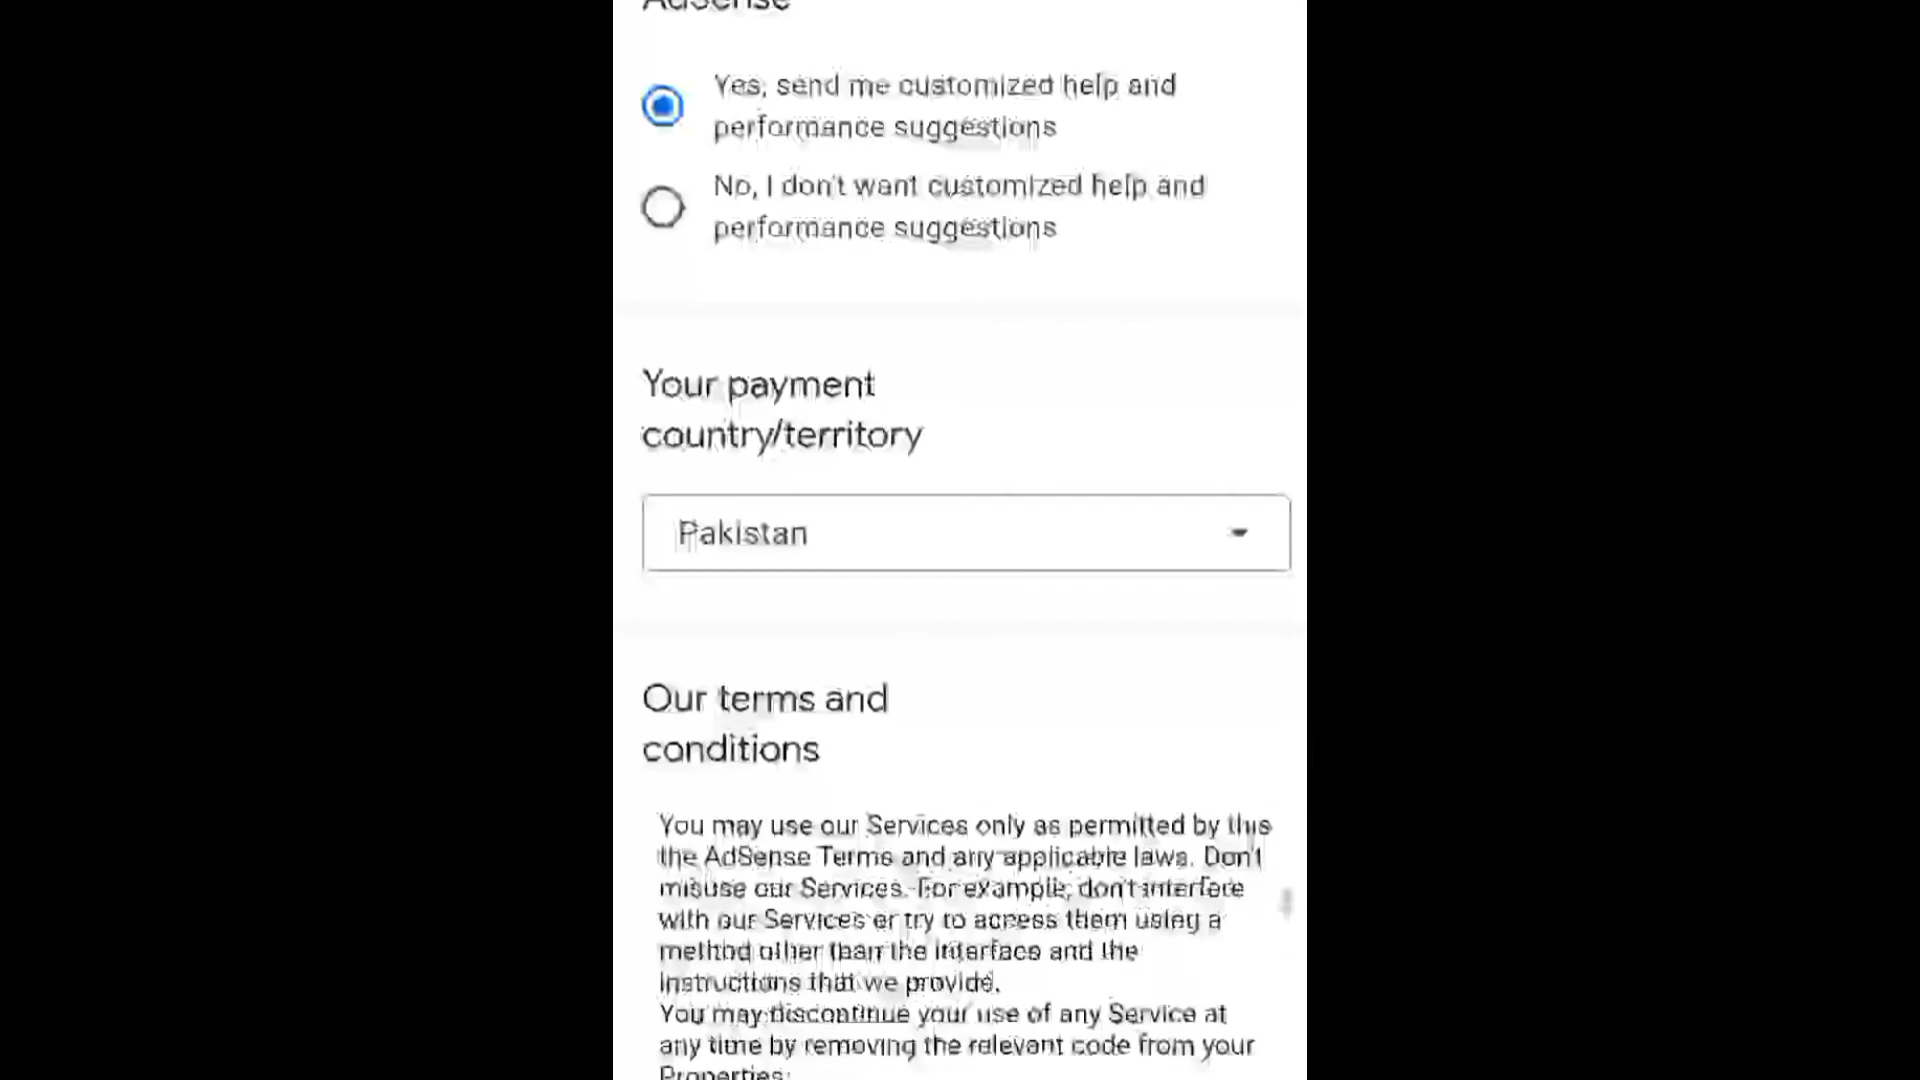 AdSense
Yes, send me customized help and
performance suggestions
No, I don't want customized help and
performance suggestions
Your payment
country/territory
Pakistan
Our terms and
conditions
You may use our Services only as permitted by this
the AdSense Terms and any applicable laws. Don't
misuse our Services. For example, don't interfere
with our Services or try to access them using a
method other than the interface and the
instructions that we provide.
You may discontinue your use of any Service at
any time by removing the relevant code from your
Properties.